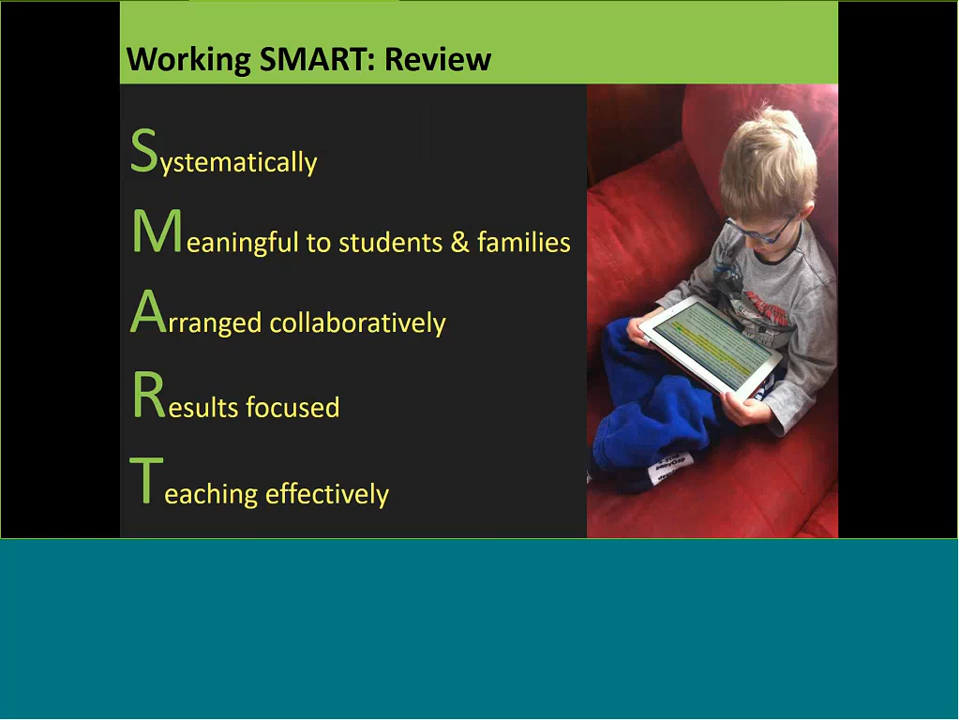 Working SMART: Review
Systematically
Meaningful to students & families
Arranged collaboratively
Results focused
Teaching effectively